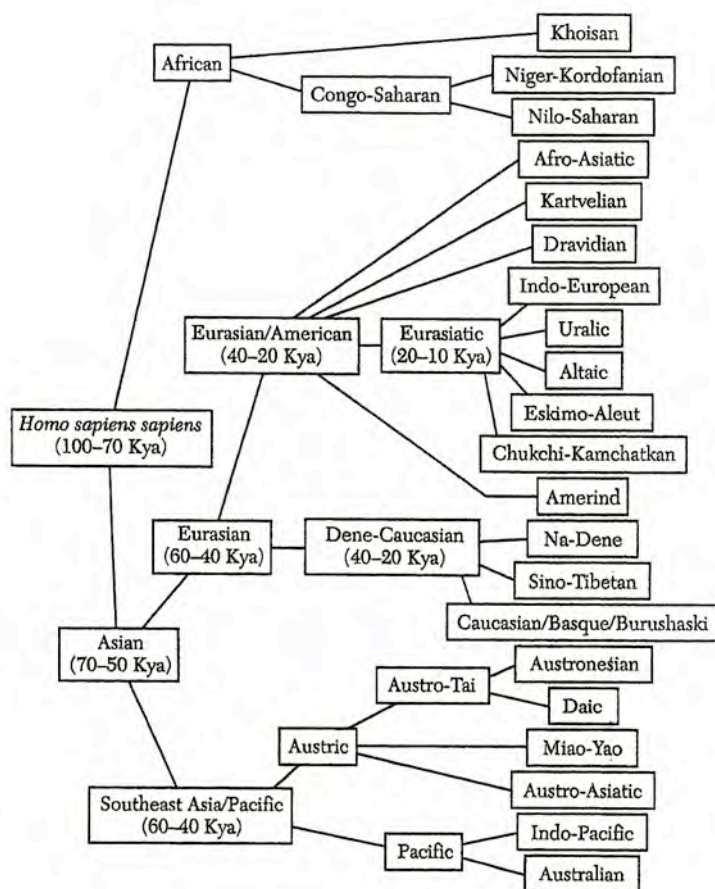 Khoisan
African
Niger-Kordofanian
Congo-Saharan
Nilo-Saharan
Afro-Asiatic
Kartvelian
Dravidian
Indo-European
Eurasian/American
(40–20 Kya)
Eurasiatic
(20–10 Kya)
Uralic
Altaic
Eskimo-Aleut
Homo sapiens sapiens
(100–70 Kya)
Chukchi-Kamchatkan
Amerind
Eurasian
(60–40 Kya)
Dene-Caucasian
(40–20 Kya)
Na-Dene
Sino-Tibetan
Caucasian/Basque/Burushaski
Asian
(70–50 Kya)
Austronesian
Austro-Tai
Daic
Austric
Miao-Yao
Austro-Asiatic
Southeast Asia/Pacific
(60–40 Kya)
Indo-Pacific
Pacific
Australian